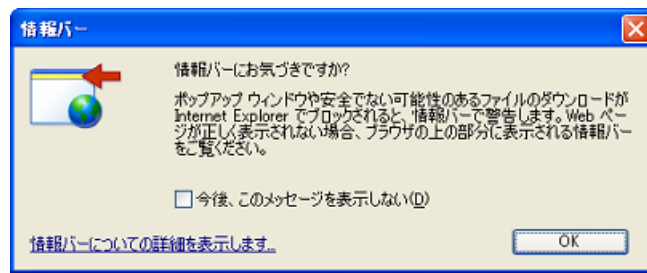 情報バー
情報バーにお気づきですか?
ポップアップ ウィンドウや安全でない可能性のあるファイルのダウンロードが
Internet Explorer でブロックされると、情報バーで警告します。Web ペー
ジが正しく表示されない場合、ブラウザの上の部分に表示される情報バー
をご覧ください。
今後、このメッセージを表示しない(D)
情報バーについての詳細を表示します...
OK